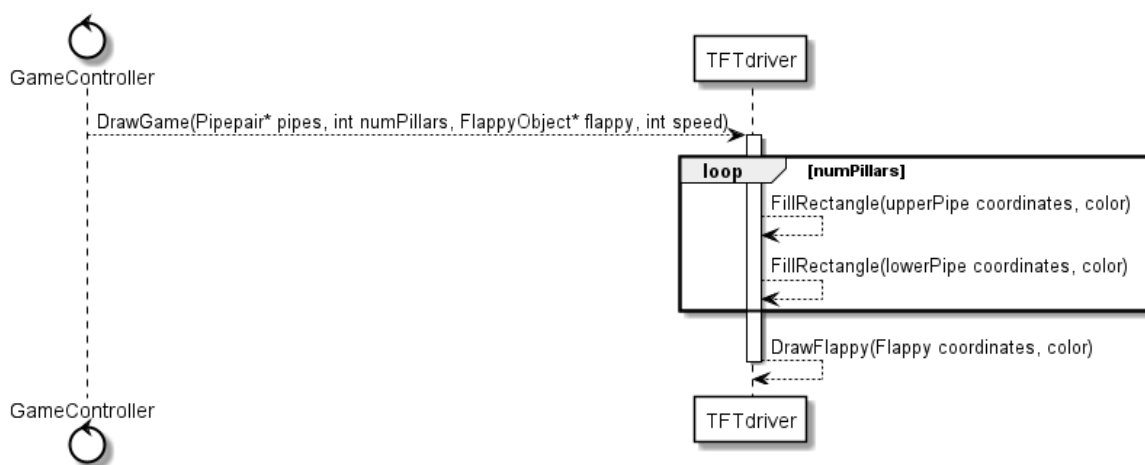 GameController
TFTdriver
DrawGame(Pipepair* pipes, int numPillars, FlappyObject* flappy, int speed)
loop [numPillars]
FillRectangle(upperPipe coordinates, color)
FillRectangle(lowerPipe coordinates, color)
DrawFlappy(Flappy coordinates, color)
GameController
TFTdriver